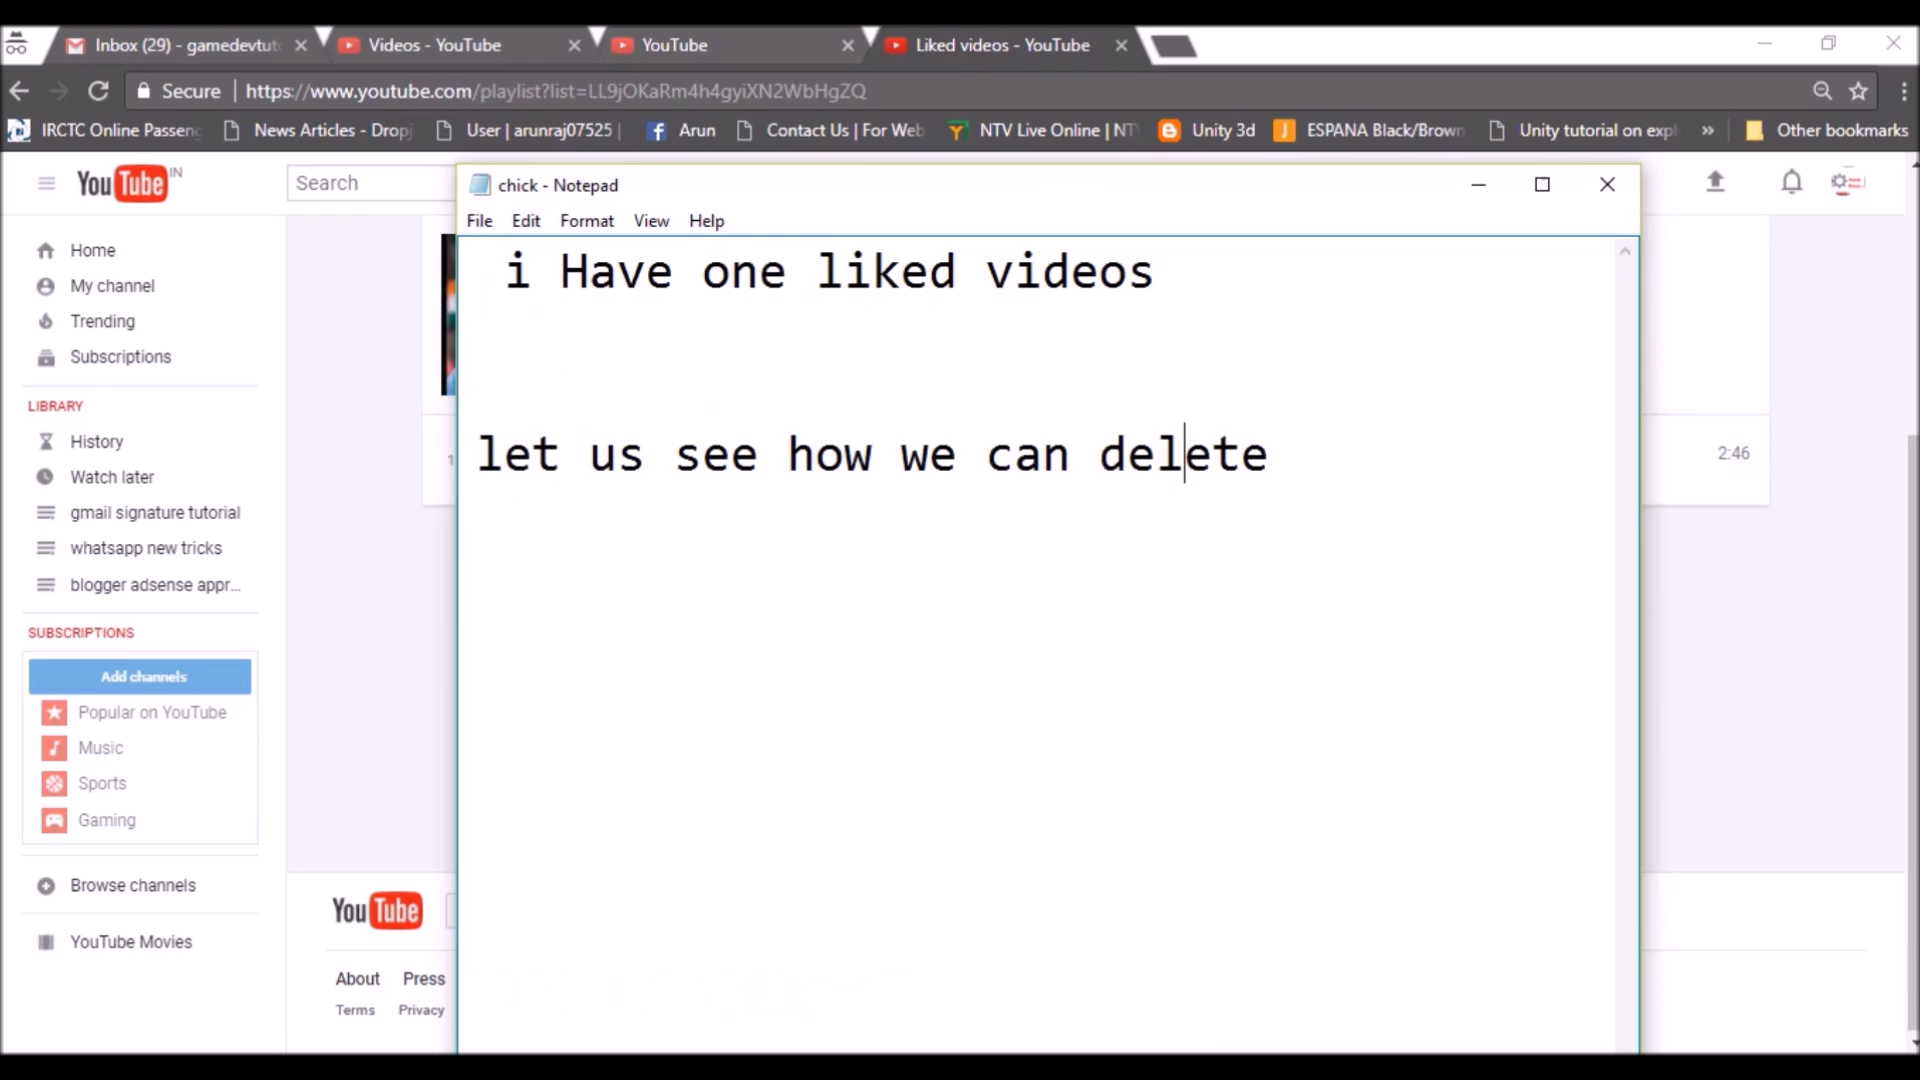 Inbox (29) - gamedevtut
Videos - YouTube
YouTube
Liked videos - YouTube
Secure
https://www.youtube.com/playlist?list=LL9jOKaRm4h4gyiXN2WbHgZQ
IRCTC Online Passen
News Articles - Dropj
User | arunraj07525 |
Arun
Contact Us | For Web
NTV Live Online | NT
Unity 3d
ESPANA Black/Brown
Unity tutorial on expl
»
Other bookmarks
YouTube IN
Search
Home
My channel
Trending
Subscriptions
LIBRARY
History
Watch later
gmail signature tutorial
whatsapp new tricks
blogger adsense appr...
SUBSCRIPTIONS
Add channels
Popular on YouTube
Music
Sports
Gaming
Browse channels
YouTube Movies
chick - Notepad
File Edit Format View Help
i Have one liked videos
let us see how we can delete
1
2:46
YouTube
About Press
Terms Privacy